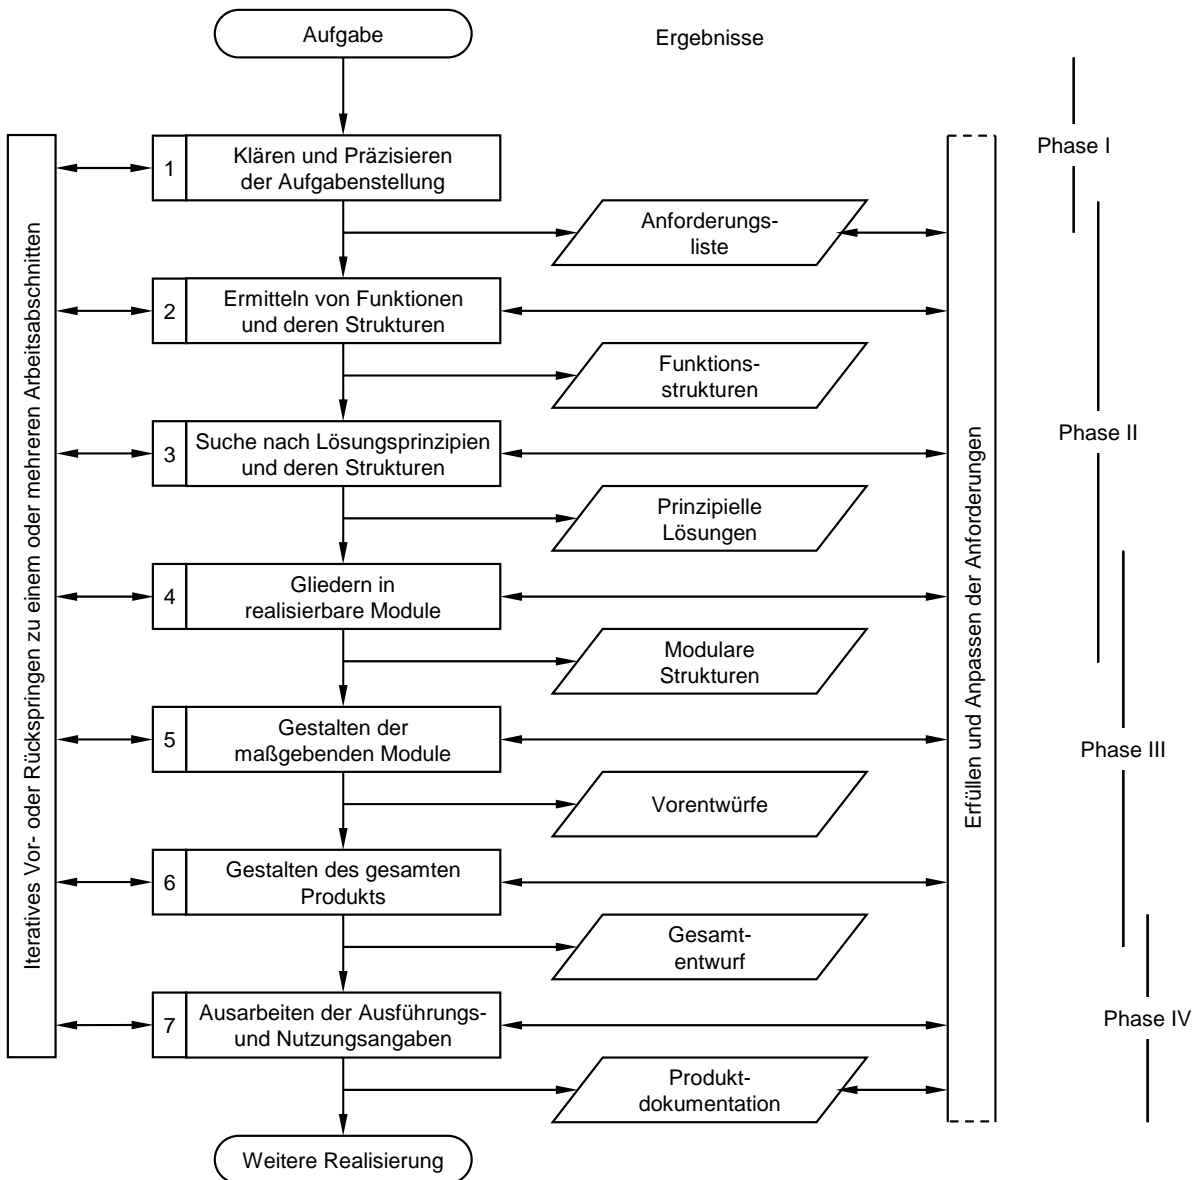 Aufgabe
Ergebnisse
Phase I
1
Klären und Präzisieren
der Aufgabenstellung
Anforderungs-
liste
2
Ermitteln von Funktionen
und deren Strukturen
Funktions-
strukturen
3
Suche nach Lösungsprinzipien
und deren Strukturen
Phase II
Prinzipielle
Lösungen
4
Gliedern in
realisierbare Module
Modulare
Strukturen
5
Gestalten der
maßgebenden Module
Phase III
Vorentwürfe
6
Gestalten des gesamten
Produkts
Gesamt-
entwurf
7
Ausarbeiten der Ausführungs-
und Nutzungsangaben
Phase IV
Produkt-
dokumentation
Weitere Realisierung
Iteratives Vor- oder Rückspringen zu einem oder mehreren Arbeitsabschnitten
Erfüllen und Anpassen der Anforderungen